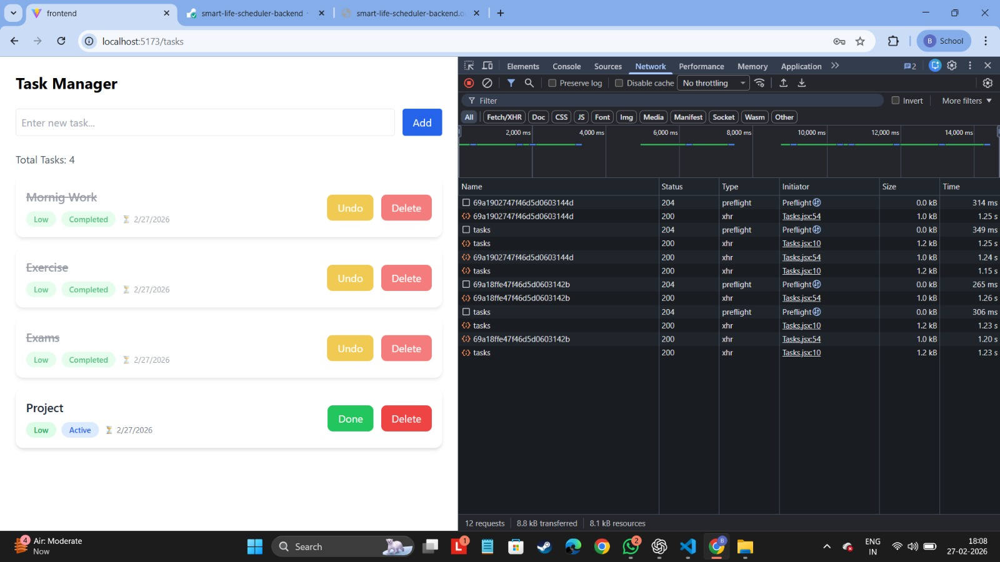 frontend
smart-life-scheduler-backend
smart-life-scheduler-backend.o
localhost:5173/tasks
B School
Task Manager
Enter new task...
Add
Total Tasks: 4
Mornig Work
Low Completed ⏳ 2/27/2026
Undo Delete
Exercise
Low Completed ⏳ 2/27/2026
Undo Delete
Exams
Low Completed ⏳ 2/27/2026
Undo Delete
Project
Low Active ⏳ 2/27/2026
Done Delete
Elements Console Sources Network Performance Memory Application 2
Preserve log Disable cache No throttling
Filter Invert More filters
All Fetch/XHR Doc CSS JS Font Img Media Manifest Socket Wasm Other
2,000 ms 4,000 ms 6,000 ms 8,000 ms 10,000 ms 12,000 ms 14,000 ms
Name Status Type Initiator Size Time
69a1902747f46d5d0603144d 204 preflight Preflight 0.0 kB 314 ms
69a1902747f46d5d0603144d 200 xhr Tasks.jsx:54 1.0 kB 1.25 s
tasks 204 preflight Preflight 0.0 kB 349 ms
tasks 200 xhr Tasks.jsx:10 1.2 kB 1.25 s
69a1902747f46d5d0603144d 200 xhr Tasks.jsx:54 1.0 kB 1.24 s
tasks 200 xhr Tasks.jsx:10 1.2 kB 1.15 s
69a18ffe47f46d5d0603142b 204 preflight Preflight 0.0 kB 265 ms
69a18ffe47f46d5d0603142b 200 xhr Tasks.jsx:54 1.0 kB 1.26 s
tasks 204 preflight Preflight 0.0 kB 306 ms
tasks 200 xhr Tasks.jsx:10 1.2 kB 1.23 s
69a18ffe47f46d5d0603142b 200 xhr Tasks.jsx:54 1.0 kB 1.20 s
tasks 200 xhr Tasks.jsx:10 1.2 kB 1.23 s
12 requests 8.8 kB transferred 8.1 kB resources
4 Air: Moderate
Now
Search
L 1
2
B
ENG
IN
18:08
27-02-2026